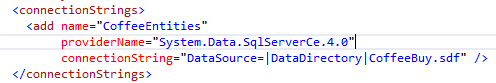 <connectionStrings>
<add name="CoffeeEntities"
providerName="System.Data.SqlServerCe.4.0"
connectionString="DataSource=|DataDirectory|CoffeeBuy.sdf" />
</connectionStrings>